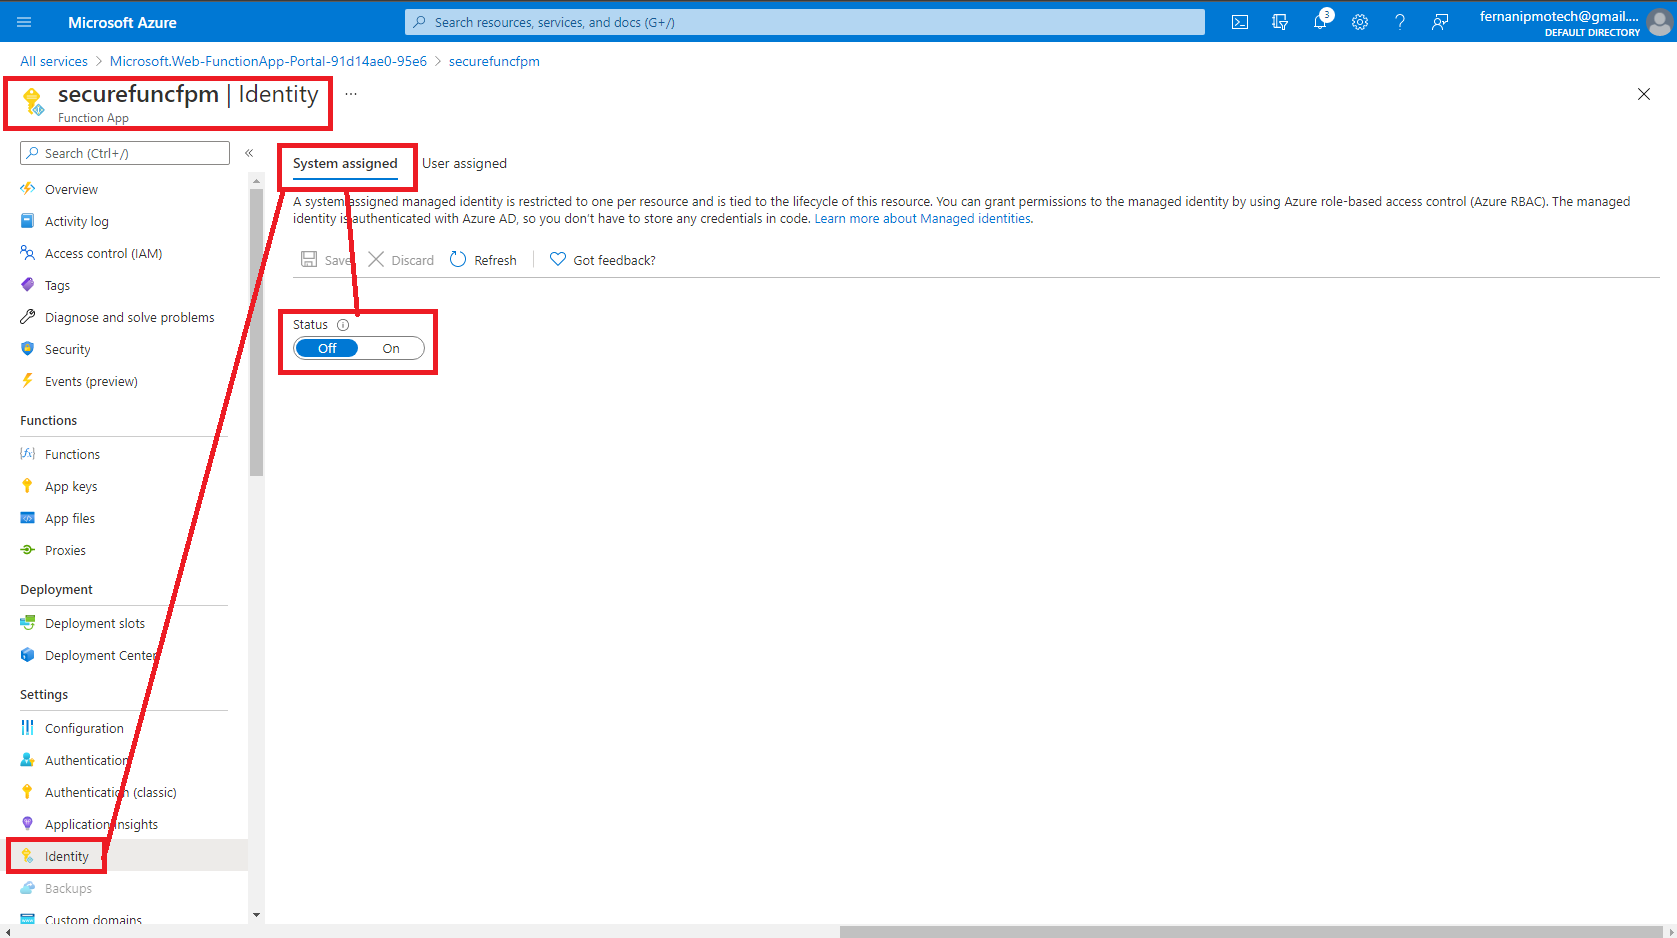 Microsoft Azure
Search resources, services, and docs (G+/)
3
fernanipmotech@gmail....
DEFAULT DIRECTORY
All services > Microsoft.Web-FunctionApp-Portal-91d14ae0-95e6 > securefuncfpm
securefuncfpm | Identity ...
Function App
Search (Ctrl+/)
«
Overview
Activity log
Access control (IAM)
Tags
Diagnose and solve problems
Security
Events (preview)
Functions
Functions
App keys
App files
Proxies
Deployment
Deployment slots
Deployment Center
Settings
Configuration
Authentication
Authentication (classic)
Application Insights
Identity
Backups
Custom domains
System assigned User assigned
A system assigned managed identity is restricted to one per resource and is tied to the lifecycle of this resource. You can grant permissions to the managed identity by using Azure role-based access control (Azure RBAC). The managed
identity is authenticated with Azure AD, so you don't have to store any credentials in code. Learn more about Managed identities.
Save Discard Refresh Got feedback?
Status
Off On